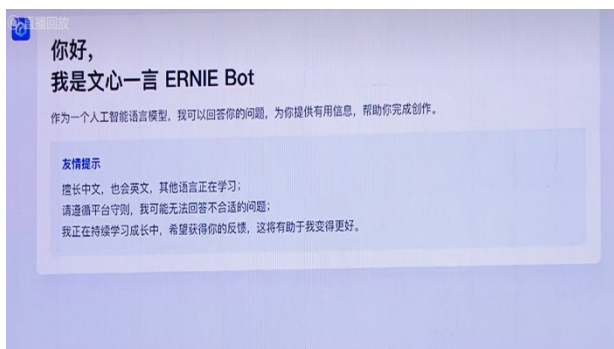 直播回放
你好，
我是文心一言 ERNIE Bot
作为一个人工智能语言模型，我可以回答你的问题，为你提供有用信息，帮助你完成创作。
友情提示
擅长中文，也会英文，其他语言正在学习；
请遵循平台守则，我可能无法回答不合适的问题；
我正在持续学习成长中，希望获得你的反馈，这将有助于我变得更好。